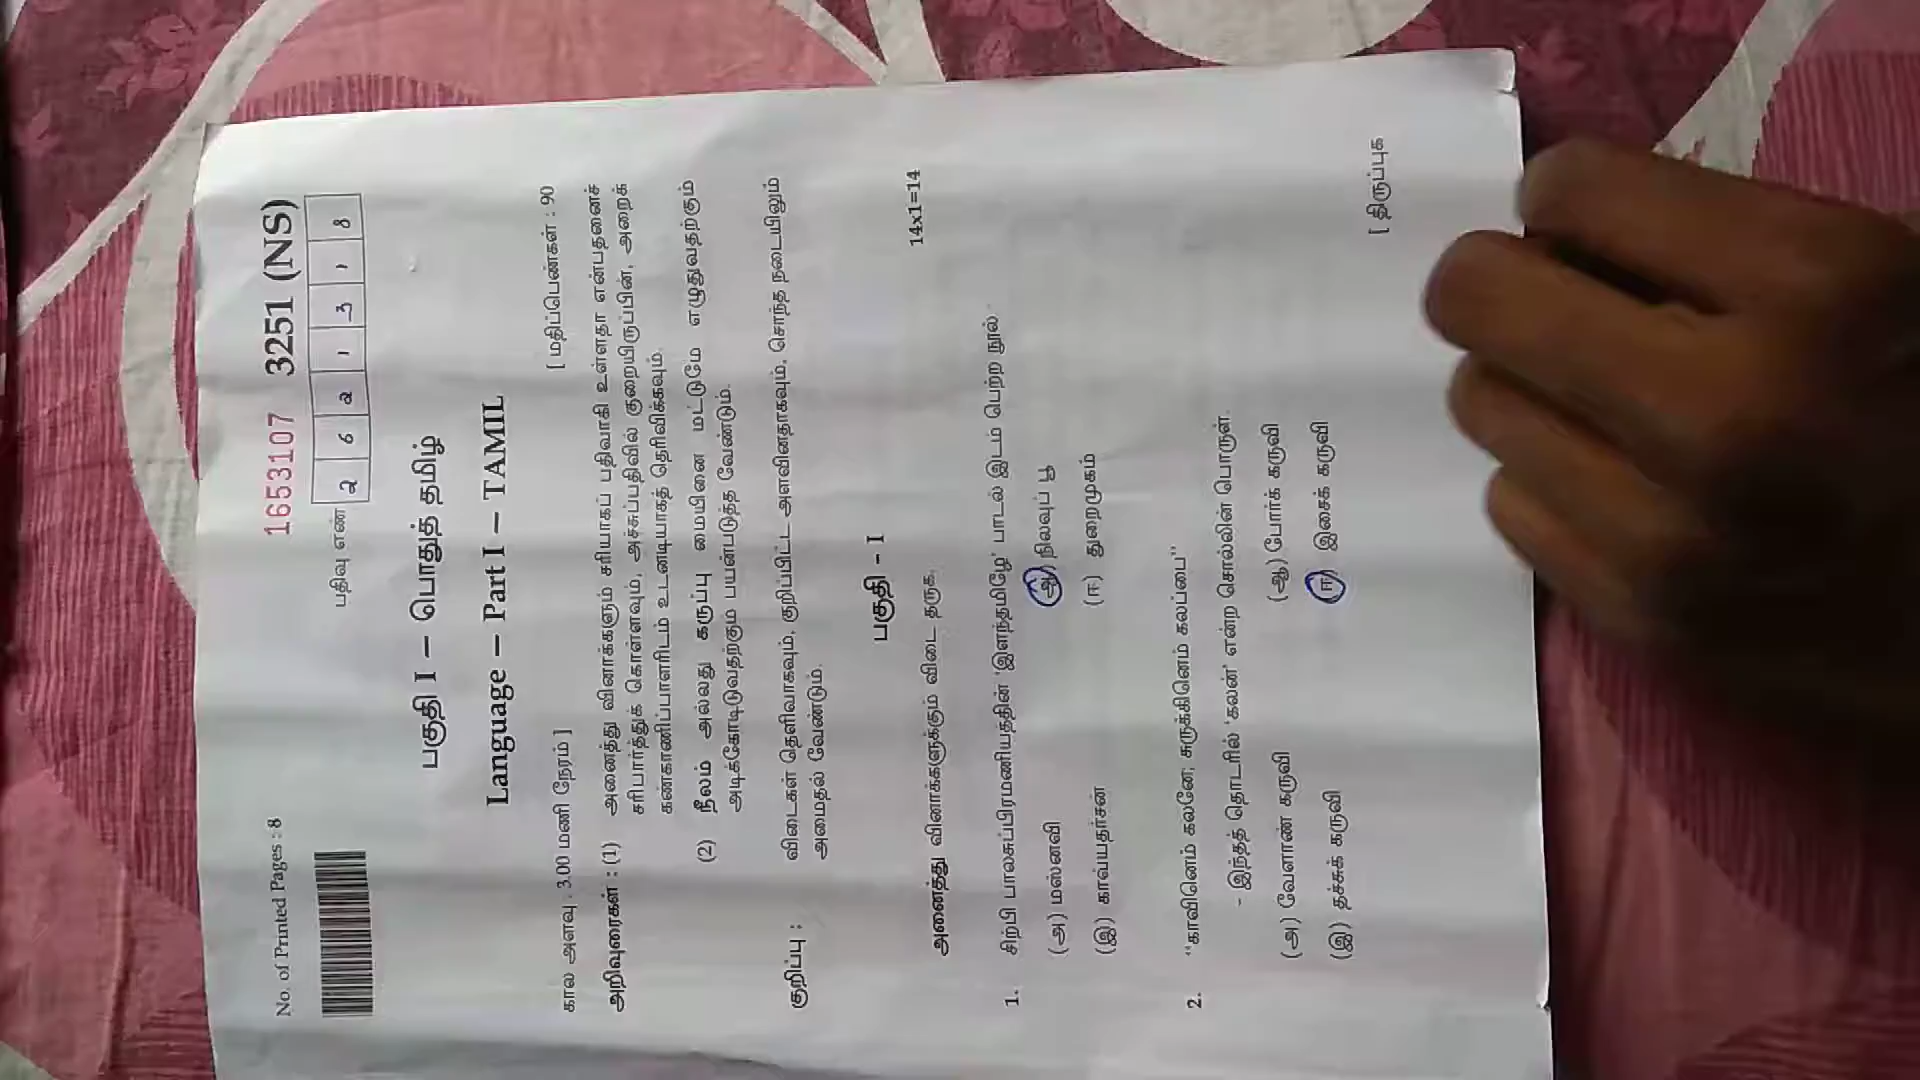 No. of Printed Pages : 8
1653107 3251 (NS)
பதிவு எண் 2 6 2 1 3 1 8
பகுதி I – பொதுத் தமிழ்
Language – Part I – TAMIL
கால அளவு : 3.00 மணி நேரம் ] [ மதிப்பெண்கள் : 90
அறிவுரைகள் : (1) அனைத்து வினாக்களும் சரியாகப் பதிவாகி உள்ளதா என்பதனைச்
சரிபார்த்துக் கொள்ளவும், அச்சுப்பதிவில் குறையிருப்பின், அறைக்
கண்காணிப்பாளரிடம் உடனடியாகத் தெரிவிக்கவும்.
(2) நீலம் அல்லது கருப்பு மையினை மட்டுமே எழுதுவதற்கும்
அடிக்கோடிடுவதற்கும் பயன்படுத்த வேண்டும்.
குறிப்பு : விடைகள் தெளிவாகவும், குறிப்பிட்ட அளவினதாகவும், சொந்த நடையிலும்
அமைதல் வேண்டும்.
பகுதி - I
அனைத்து வினாக்களுக்கும் விடை தருக. 14x1=14
1. சிற்பி பாலசுப்பிரமணியத்தின் 'இளந்தமிழே' பாடல் இடம் பெற்ற நூல்.
(அ) மஸ்னவி (ஆ) நிலவுப் பூ
(இ) காவ்யதர்சன் (ஈ) துறைமுகம்
2. “காவினெம் கலனே; சுருக்கினெம் கலப்பை”
- இந்தத் தொடரில் 'கலன்' என்ற சொல்லின் பொருள்.
(அ) வேளாண் கருவி (ஆ) போர்க் கருவி
(இ) தச்சுக் கருவி (ஈ) இசைக் கருவி
[ திருப்புக